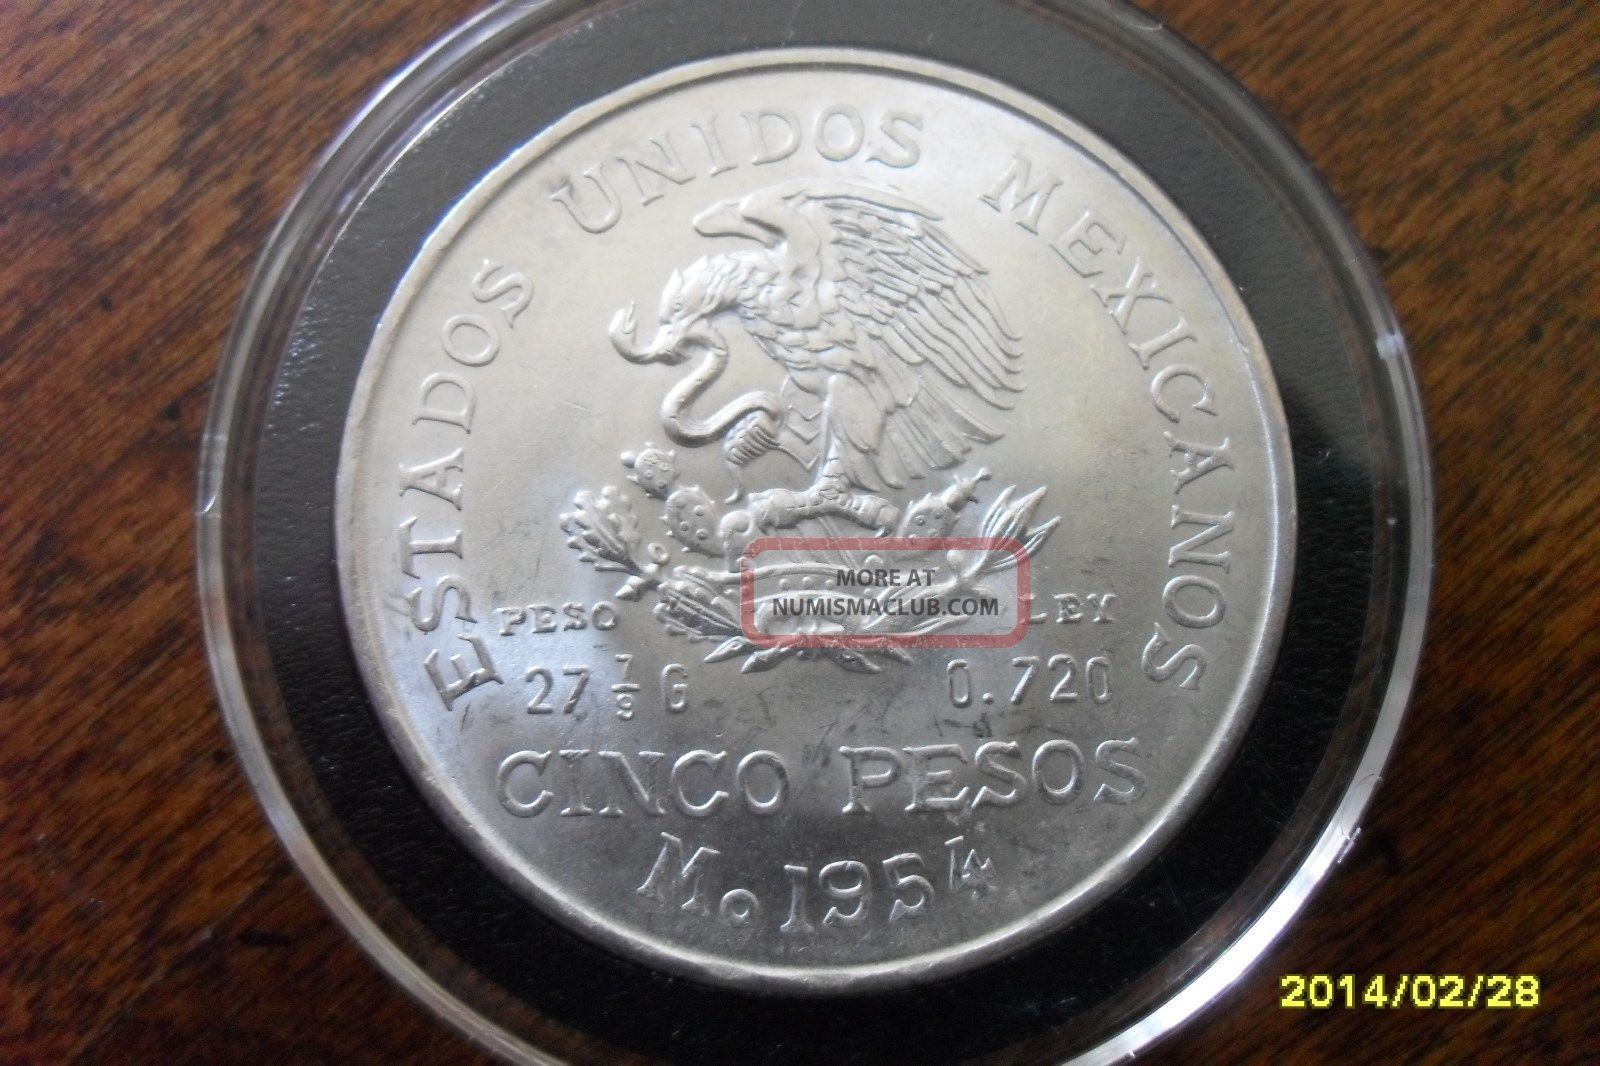 ESTADOS UNIDOS MEXICANOS
MORE AT
NUMISMACLUB.COM
PESO LEY
27 7/9 G 0.720
CINCO PESOS
Mo.1954
2014/02/28